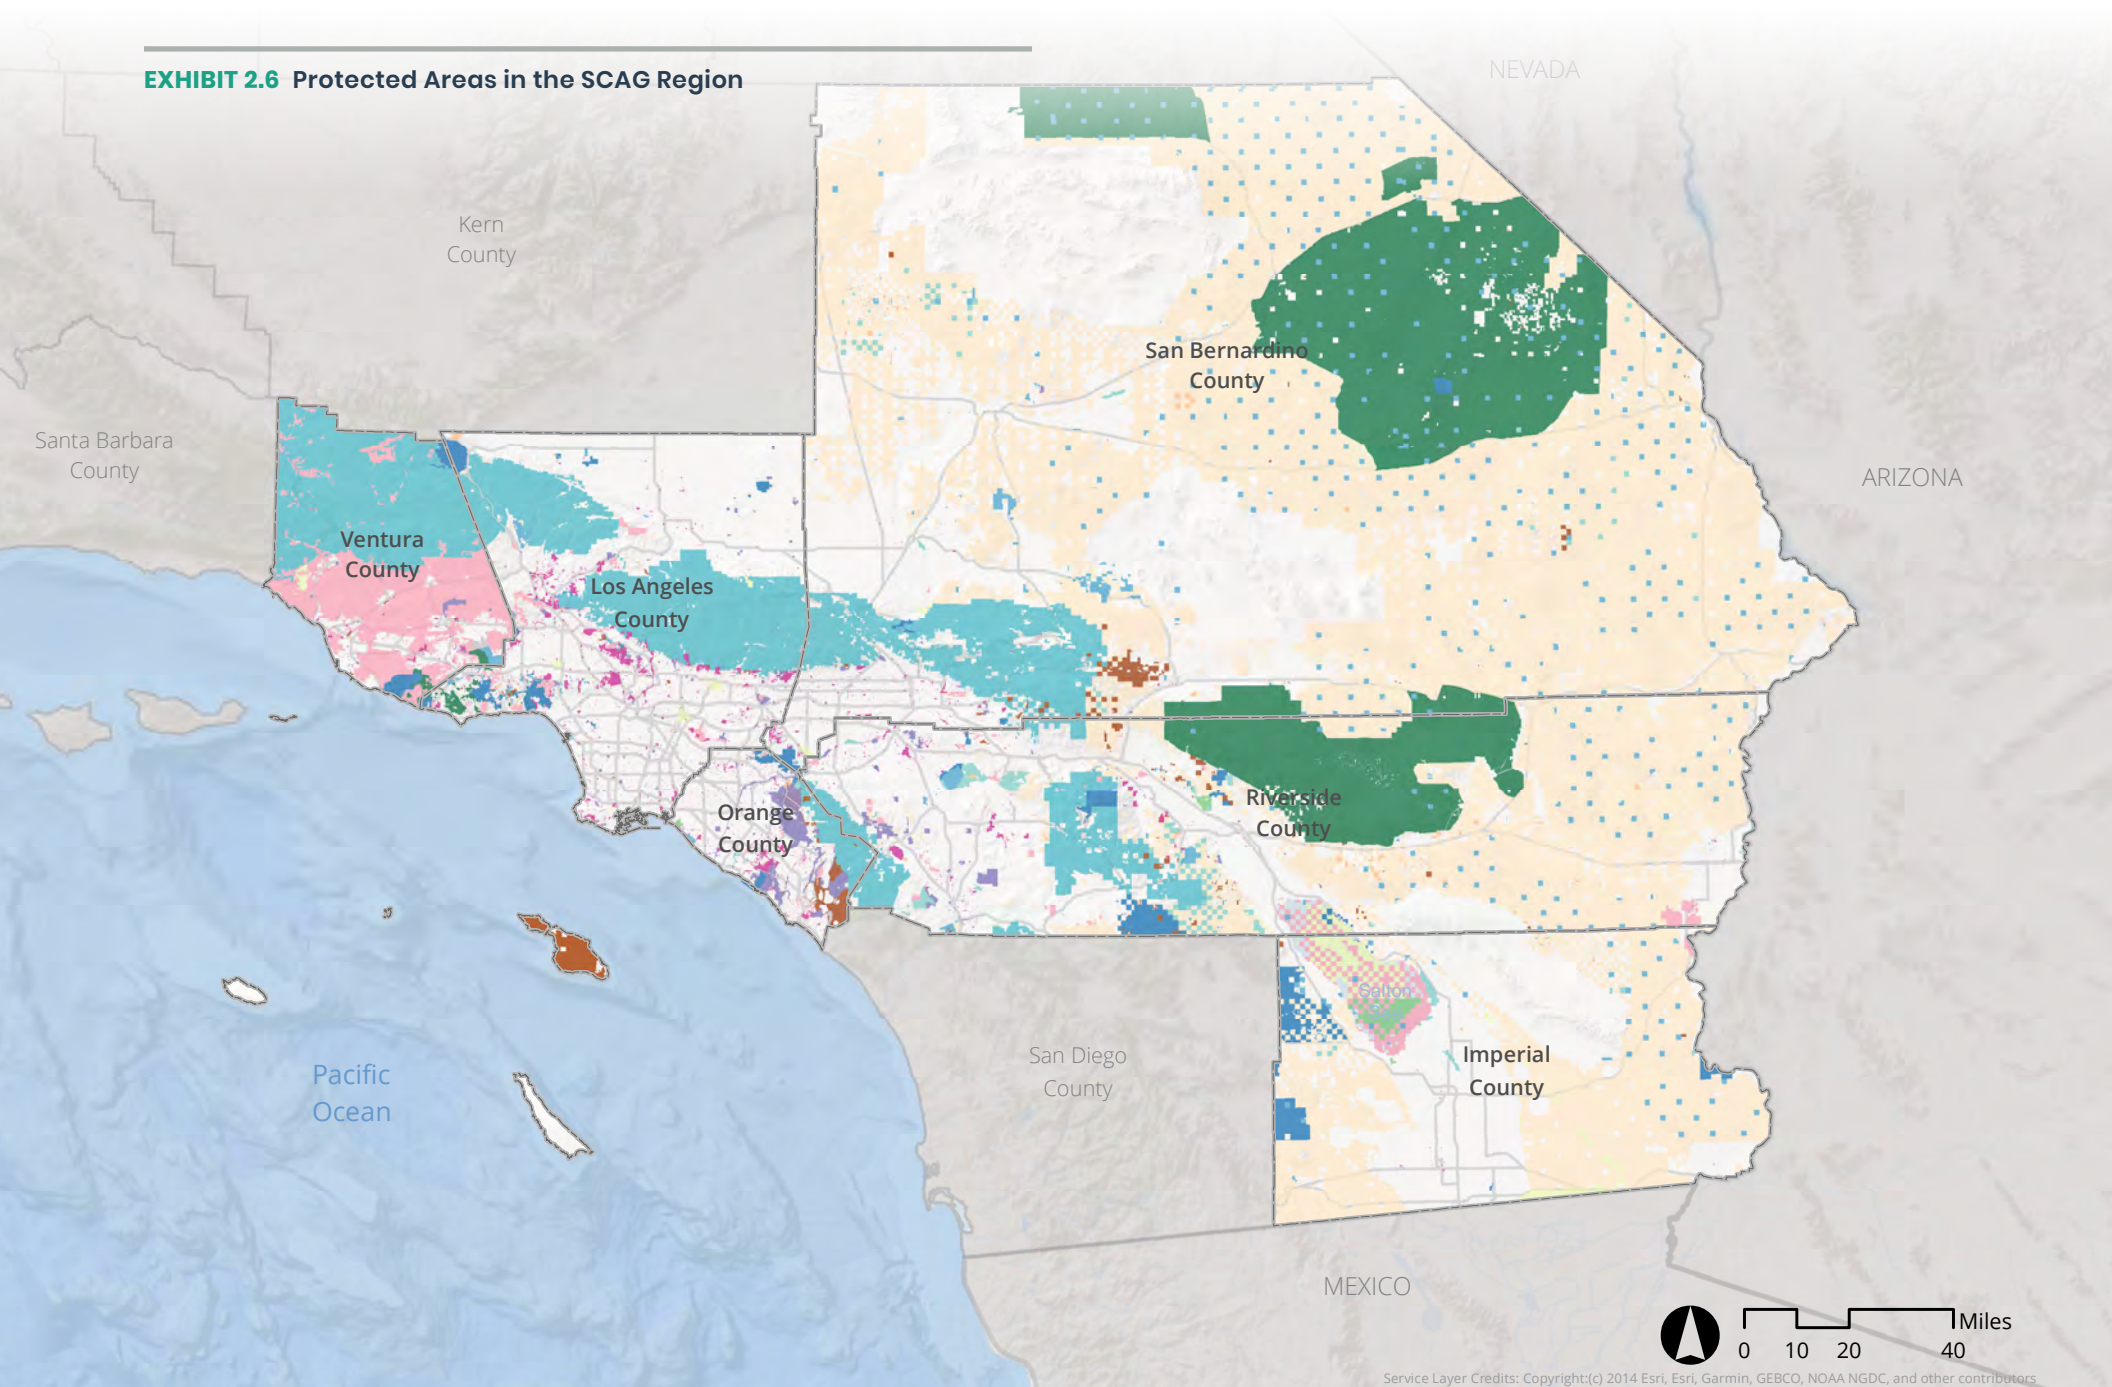 EXHIBIT 2.6 Protected Areas in the SCAG Region
NEVADA
Kern
County
San Bernardino
County
Santa Barbara
County
ARIZONA
Ventura
County
Los Angeles
County
Orange
County
Riverside
County
Salton
Imperial
County
San Diego
County
Pacific
Ocean
MEXICO
Miles
0 10 20 40
Service Layer Credits: Copyright:(c) 2014 Esri, Esri, Garmin, GEBCO, NOAA NGDC, and other contributors